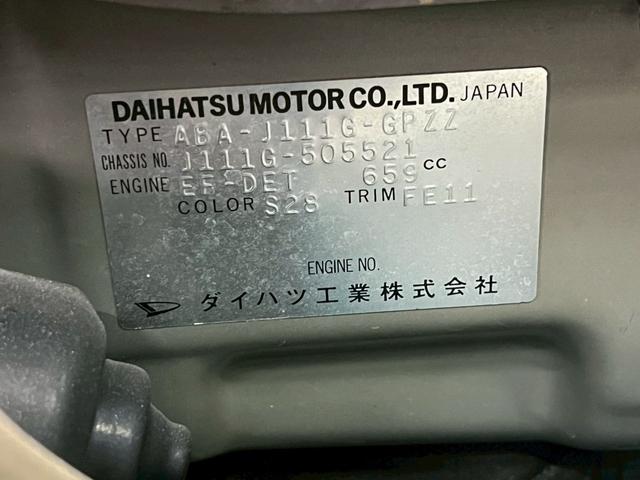 DAIHATSU MOTOR CO.,LTD. JAPAN
TYPE ABA-J111G-GPZZ
CHASSIS NO. J111G-505521
ENGINE EF-DET 659 CC
COLOR S28 TRIM FE11
ENGINE NO.
ダイハツ工業株式会社